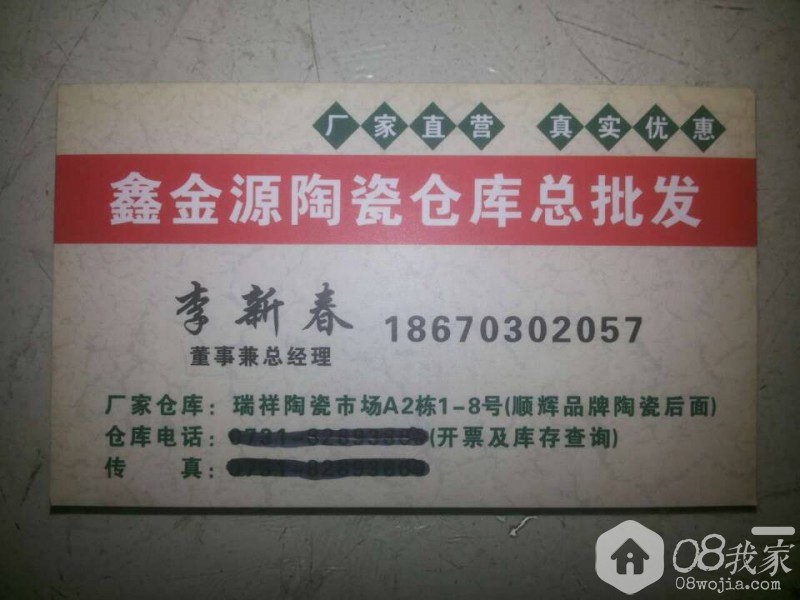 厂家直营 真实优惠
鑫金源陶瓷仓库总批发
李新春 18670302057
董事兼总经理
厂家仓库：瑞祥陶瓷市场A2栋1-8号(顺辉品牌陶瓷后面)
仓库电话：(开票及库存查询)
传真：
08我家
08wojia.com